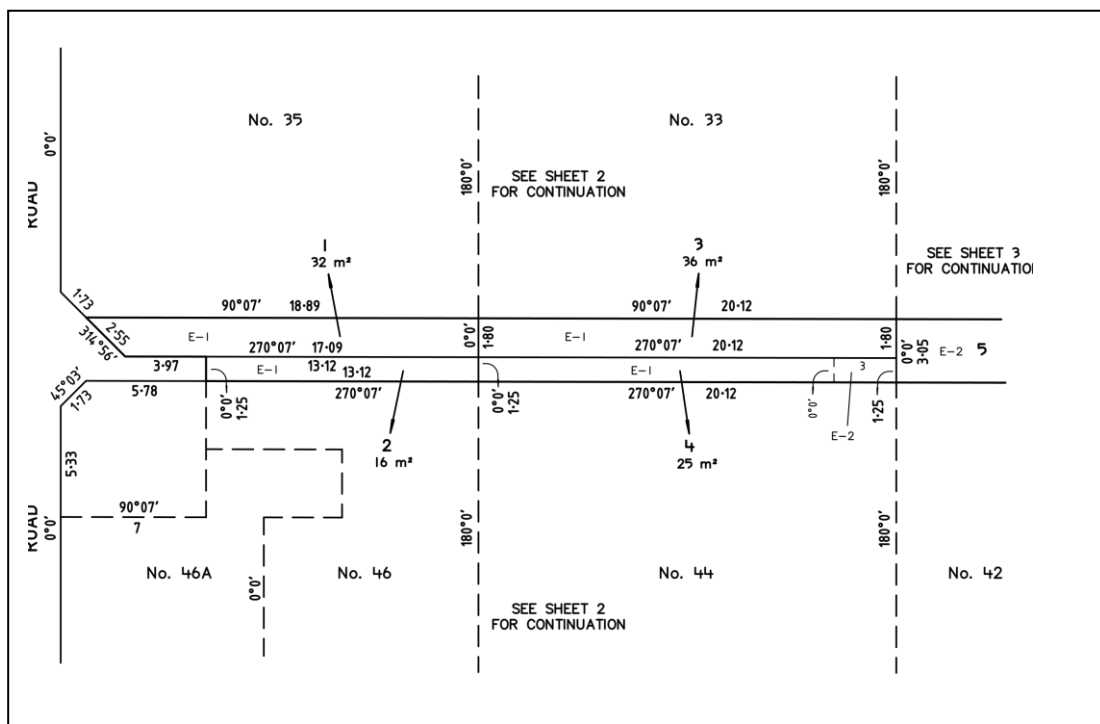 No. 35
No. 33
0°0'
180°0'
180°0'
SEE SHEET 2
FOR CONTINUATION
ROAD
1
32 m²
3
36 m²
SEE SHEET 3
FOR CONTINUATION
1·73
90°07' 18·89
90°07' 20·12
2·55
314°56'
E-1
0°0'
1·80
E-1
1·80
0°0'
3·05
E-2 5
270°07' 17·09
270°07' 20·12
3·97
E-1
13·12
13·12
E-1
3
45°03'
1·73
5·78
0°0'
1·25
270°07'
0°0'
1·25
270°07' 20·12
0°0'
E-2
1·25
2
16 m²
4
25 m²
5·33
90°07'
7
ROAD
0°0'
180°0'
180°0'
No. 46A
0°0'
No. 46
No. 44
No. 42
SEE SHEET 2
FOR CONTINUATION